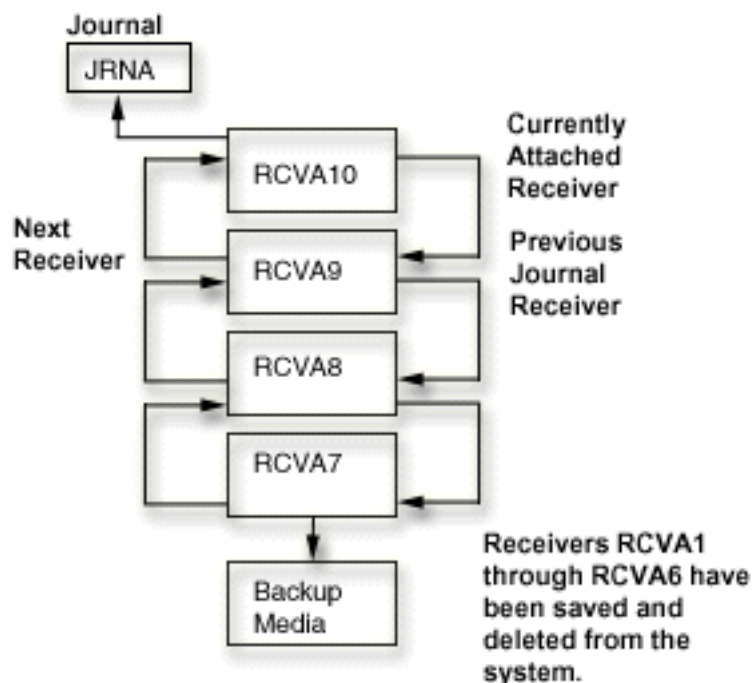 Journal
JRNA
RCVA10
Currently
Attached
Receiver
Next
Receiver
RCVA9
Previous
Journal
Receiver
RCVA8
RCVA7
Backup
Media
Receivers RCVA1
through RCVA6 have
been saved and
deleted from the
system.